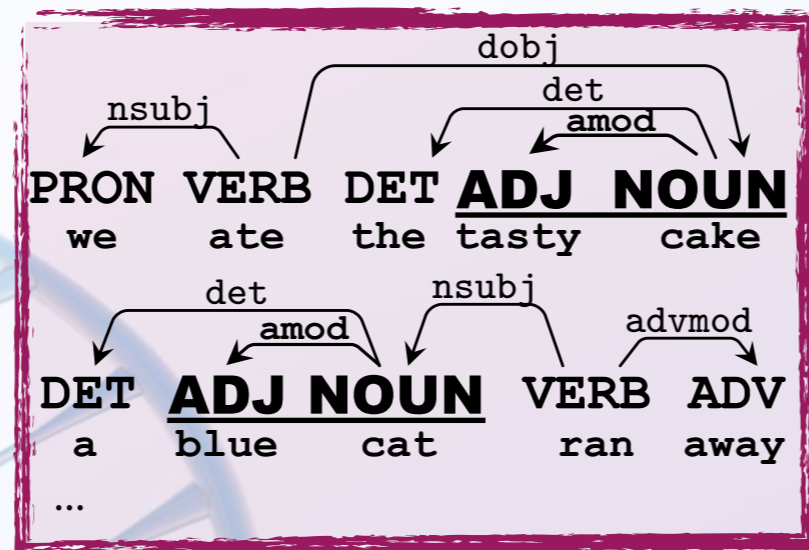 dobj
det
nsubj
amod
PRON VERB DET ADJ NOUN
we ate the tasty cake
det nsubj
amod advmod
DET ADJ NOUN VERB ADV
a blue cat ran away
...